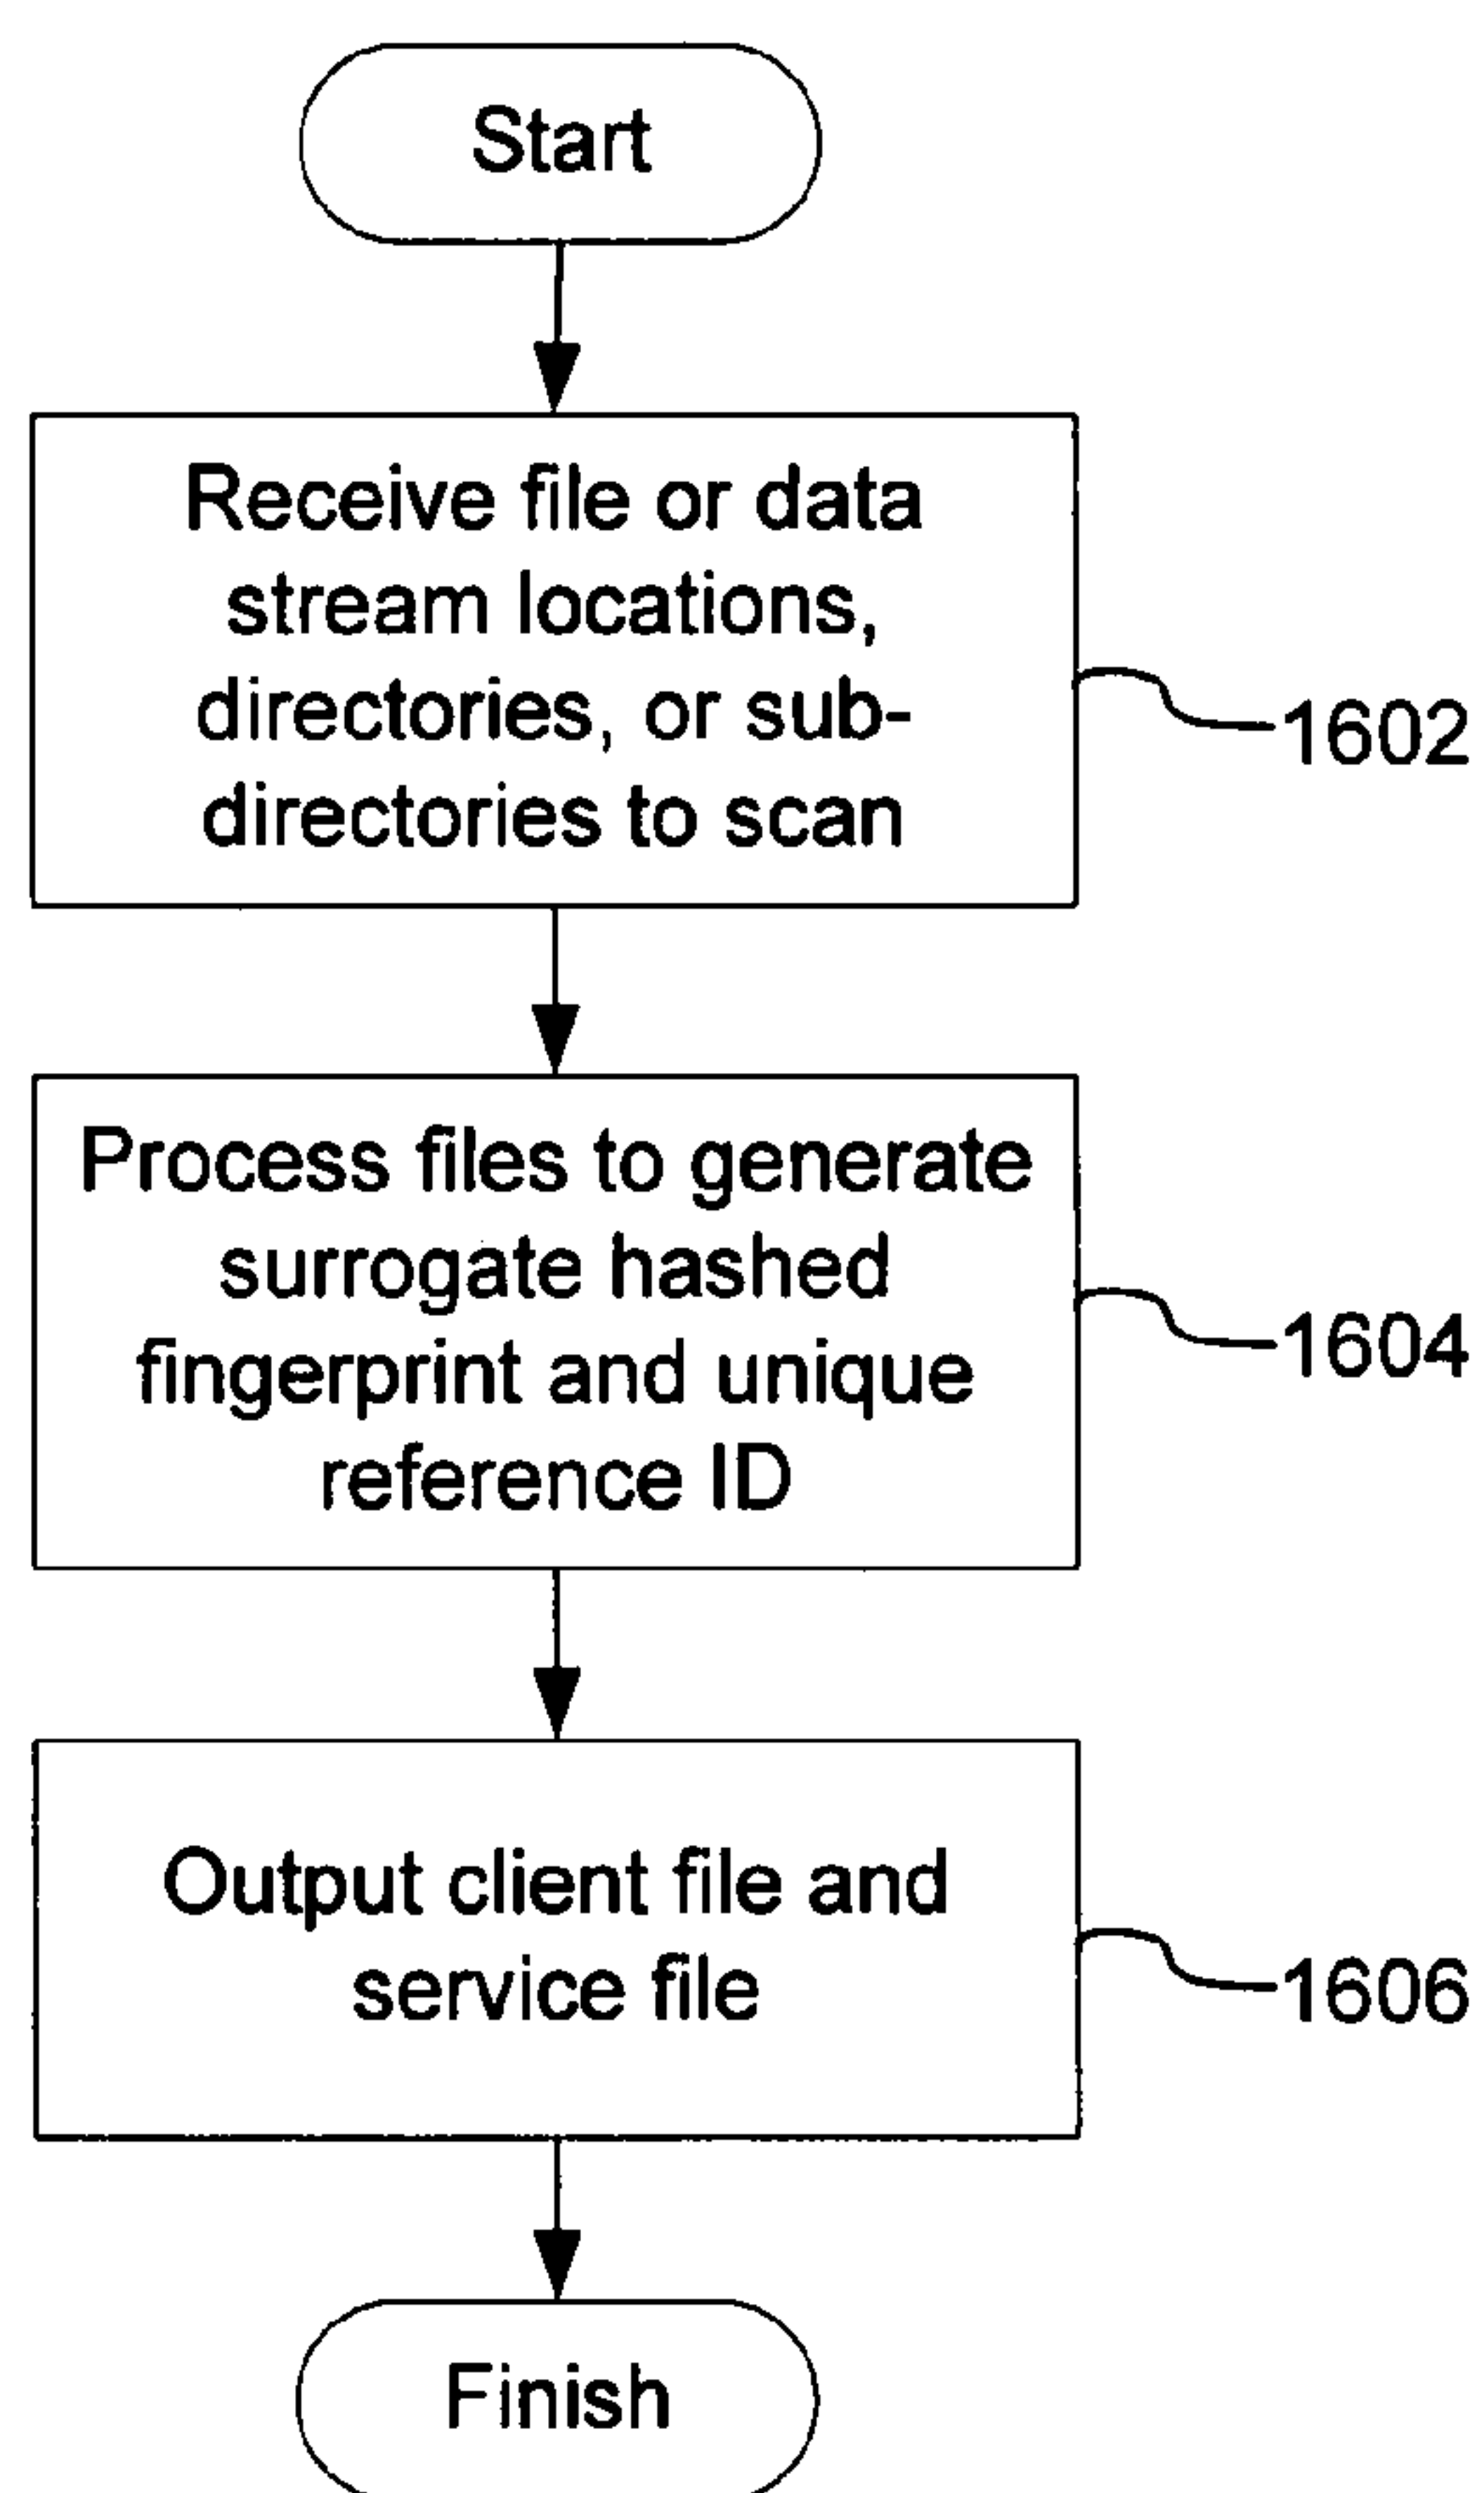 Start
Receive file or data
stream locations,
directories, or sub-
directories to scan
1602
Process files to generate
surrogate hashed
fingerprint and unique
reference ID
1604
Output client file and
service file
1606
Finish